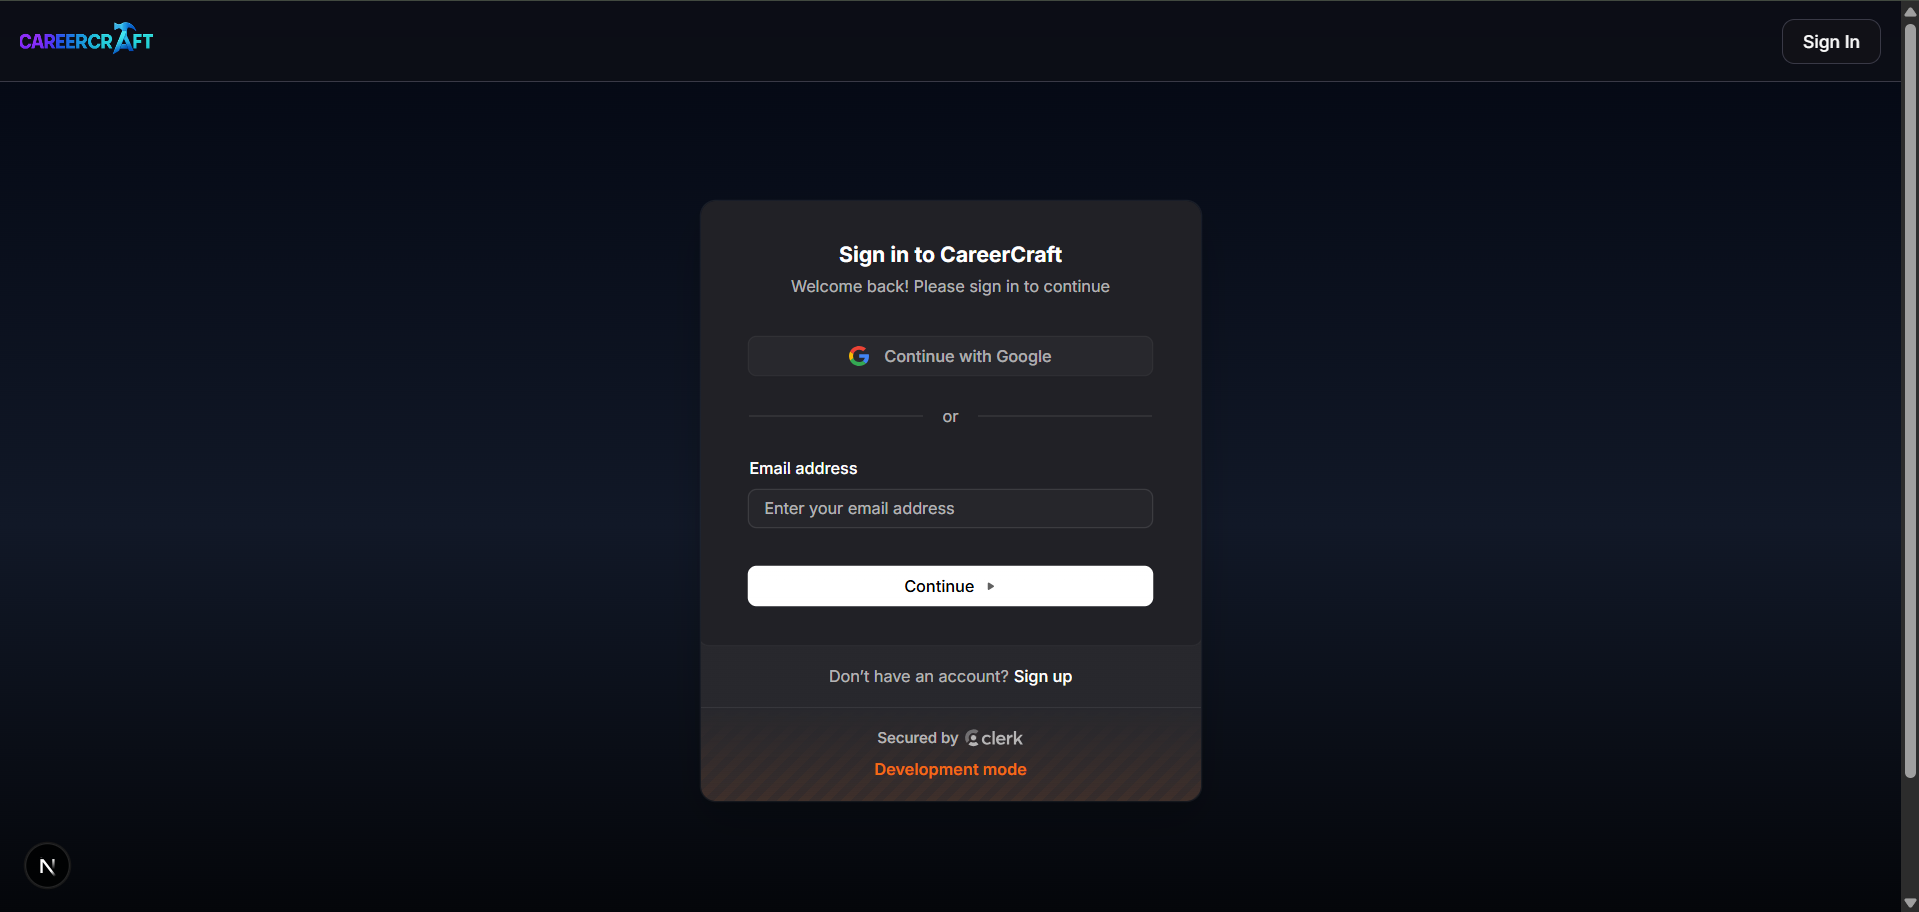 CAREERCRAFT
Sign In
Sign in to CareerCraft
Welcome back! Please sign in to continue
Continue with Google
or
Email address
Enter your email address
Continue
Don’t have an account? Sign up
Secured by clerk
Development mode
N